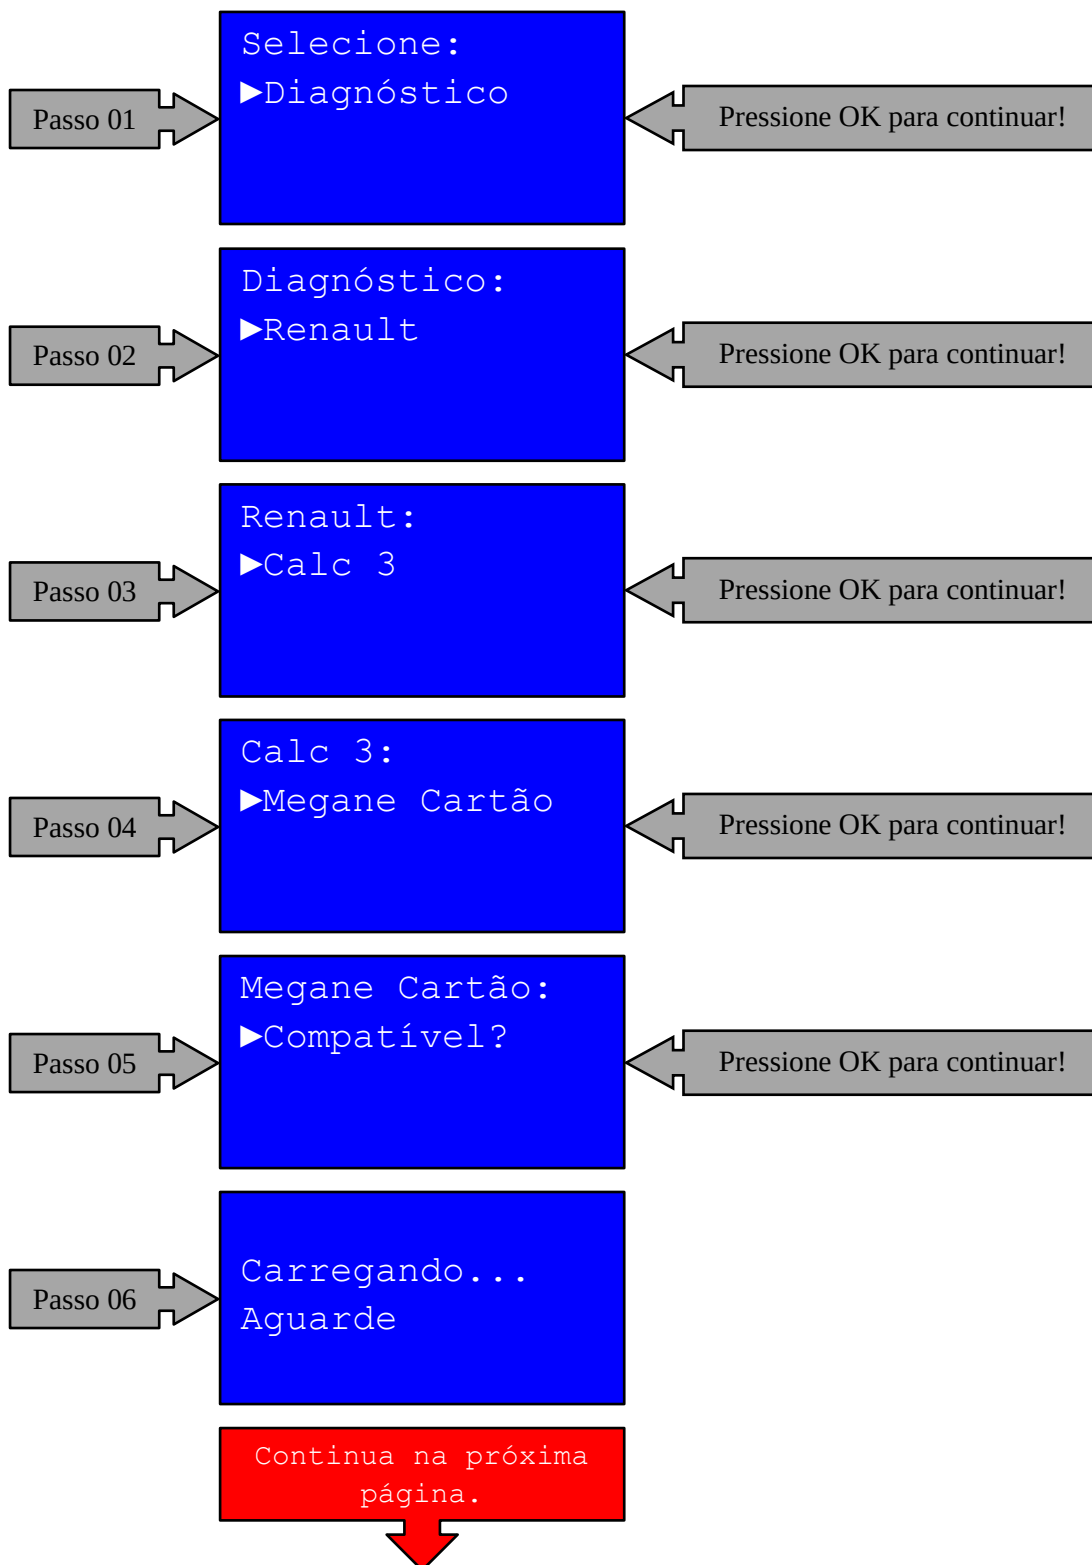 Selecione:
►Diagnóstico
Passo 01
Pressione OK para continuar!
Diagnóstico:
►Renault
Passo 02
Pressione OK para continuar!
Renault:
►Calc 3
Passo 03
Pressione OK para continuar!
Calc 3:
►Megane Cartão
Passo 04
Pressione OK para continuar!
Megane Cartão:
►Compatível?
Passo 05
Pressione OK para continuar!
Carregando...
Aguarde
Passo 06
Continua na próxima
página.